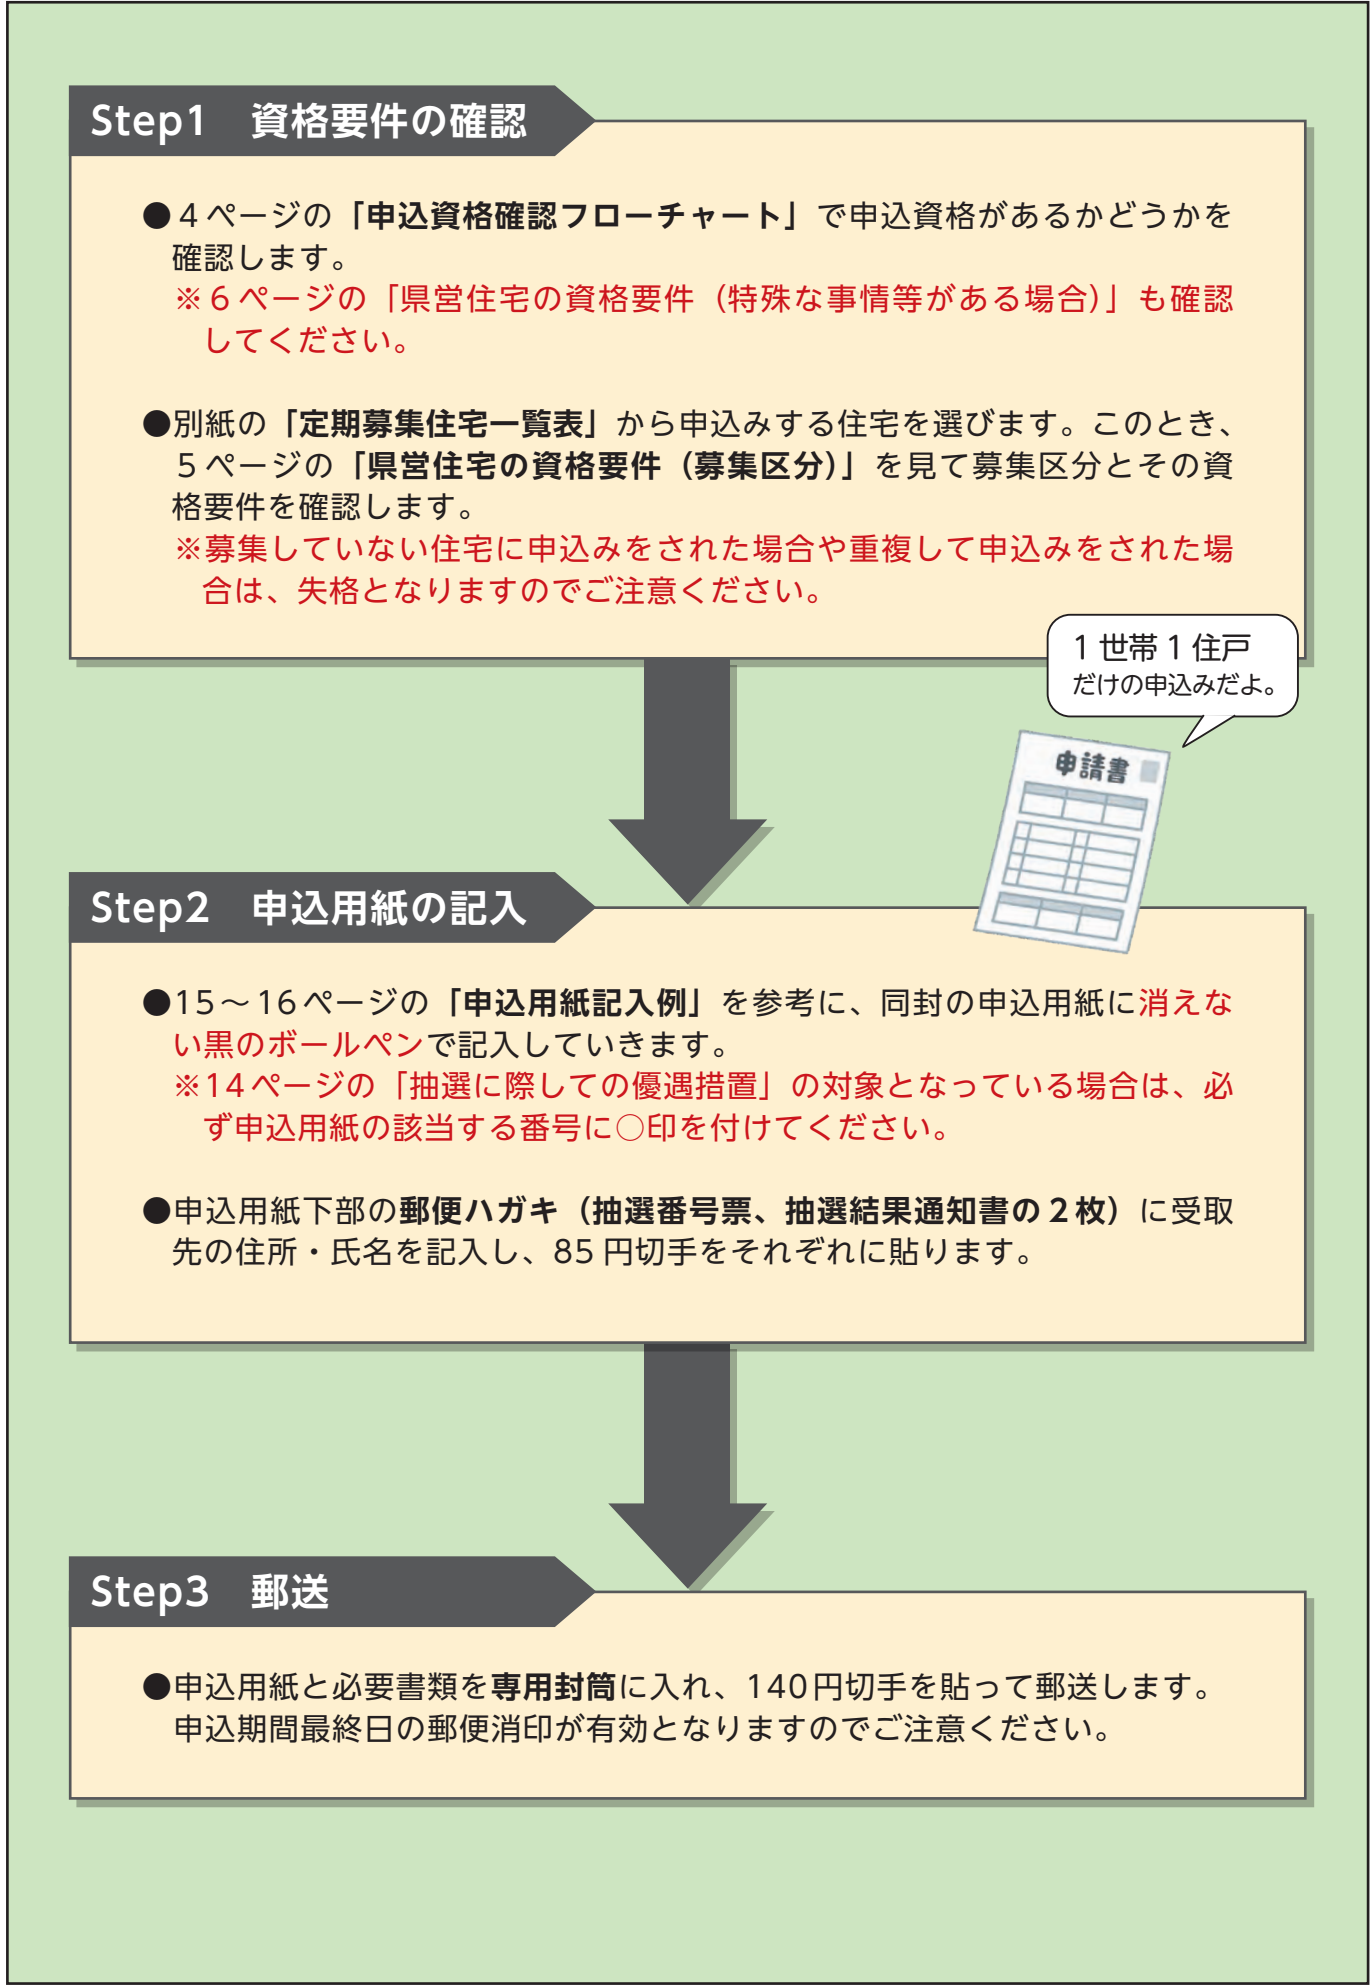 Step1　資格要件の確認
●４ページの「申込資格確認フローチャート」で申込資格があるかどうかを
確認します。
※６ページの「県営住宅の資格要件（特殊な事情等がある場合）」も確認
してください。
●別紙の「定期募集住宅一覧表」から申込みする住宅を選びます。このとき、
５ページの「県営住宅の資格要件（募集区分）」を見て募集区分とその資
格要件を確認します。
※募集していない住宅に申込みをされた場合や重複して申込みをされた場
合は、失格となりますのでご注意ください。
1 世帯 1 住戸
だけの申込みだよ。
申請書
Step2　申込用紙の記入
●15～16ページの「申込用紙記入例」を参考に、同封の申込用紙に消えな
い黒のボールペンで記入していきます。
※14ページの「抽選に際しての優遇措置」の対象となっている場合は、必
ず申込用紙の該当する番号に○印を付けてください。
●申込用紙下部の郵便ハガキ（抽選番号票、抽選結果通知書の２枚）に受取
先の住所・氏名を記入し、85円切手をそれぞれに貼ります。
Step3　郵送
●申込用紙と必要書類を専用封筒に入れ、140円切手を貼って郵送します。
申込期間最終日の郵便消印が有効となりますのでご注意ください。